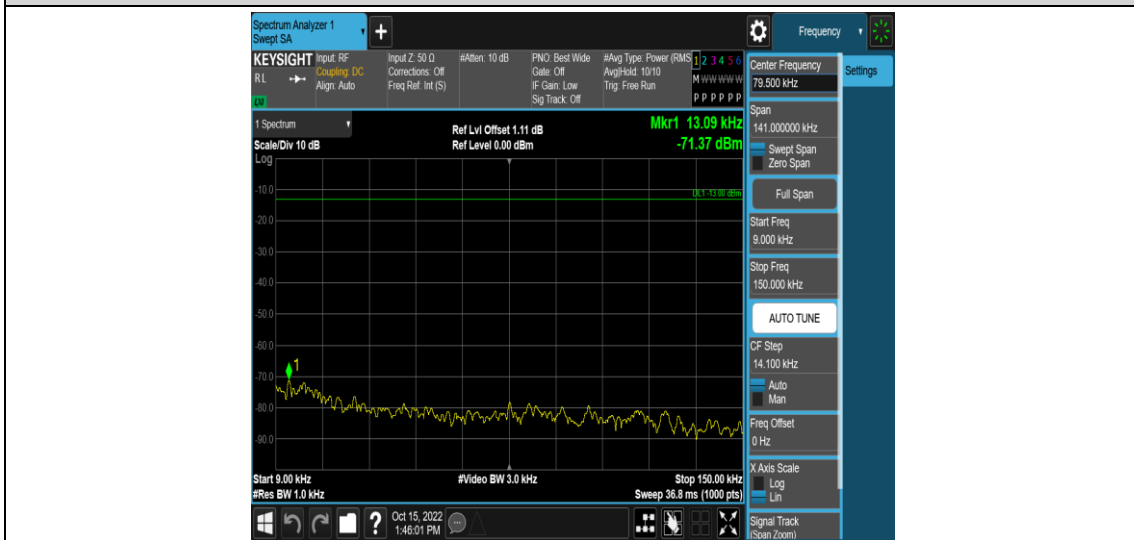 Spectrum Analyzer 1
Swept SA
+
Frequency
KEYSIGHT
Input: RF
Input Z: 50 Ω
#Atten: 10 dB
PNO: Best Wide
#Avg Type: Power (RMS
1 2 3 4 5 6
RL
Coupling: DC
Corrections: Off
Gate: Off
Avg|Hold: 10/10
M W W W W W
Align: Auto
Freq Ref: Int (S)
IF Gain: Low
Trig: Free Run
Sig Track: Off
P P P P P P
1 Spectrum
Ref Lvl Offset 1.11 dB
Mkr1 13.09 kHz
Scale/Div 10 dB
Ref Level 0.00 dBm
-71.37 dBm
Log
DL1 -13.00 dBm
-10.0
-20.0
-30.0
-40.0
-50.0
-60.0
-70.0
-80.0
-90.0
1
Start 9.00 kHz
#Video BW 3.0 kHz
Stop 150.00 kHz
#Res BW 1.0 kHz
Sweep 36.8 ms (1000 pts)
Center Frequency
79.500 kHz
Settings
Span
141.000000 kHz
Swept Span
Zero Span
Full Span
Start Freq
9.000 kHz
Stop Freq
150.000 kHz
AUTO TUNE
CF Step
14.100 kHz
Auto
Man
Freq Offset
0 Hz
X Axis Scale
Log
Lin
Signal Track
(Span Zoom)
?
Oct 15, 2022
1:46:01 PM